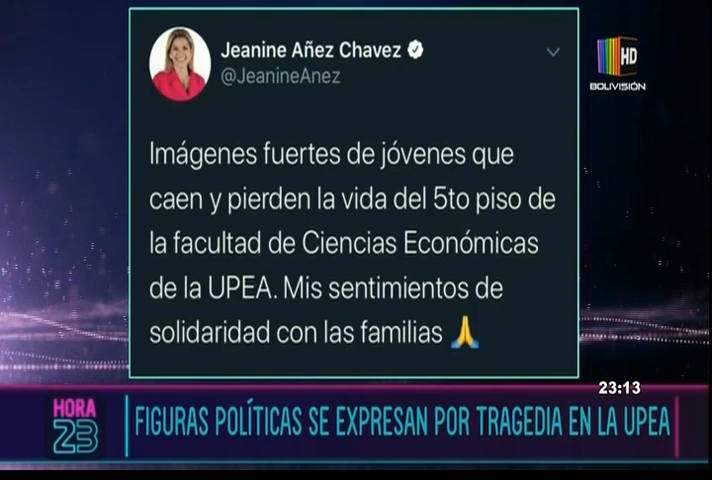 Jeanine Añez Chavez
@JeanineAnez
HD
BOLIVISIÓN
Imágenes fuertes de jóvenes que
caen y pierden la vida del 5to piso de
la facultad de Ciencias Económicas
de la UPEA. Mis sentimientos de
solidaridad con las familias 🙏
23:13
HORA
23
FIGURAS POLÍTICAS SE EXPRESAN POR TRAGEDIA EN LA UPEA